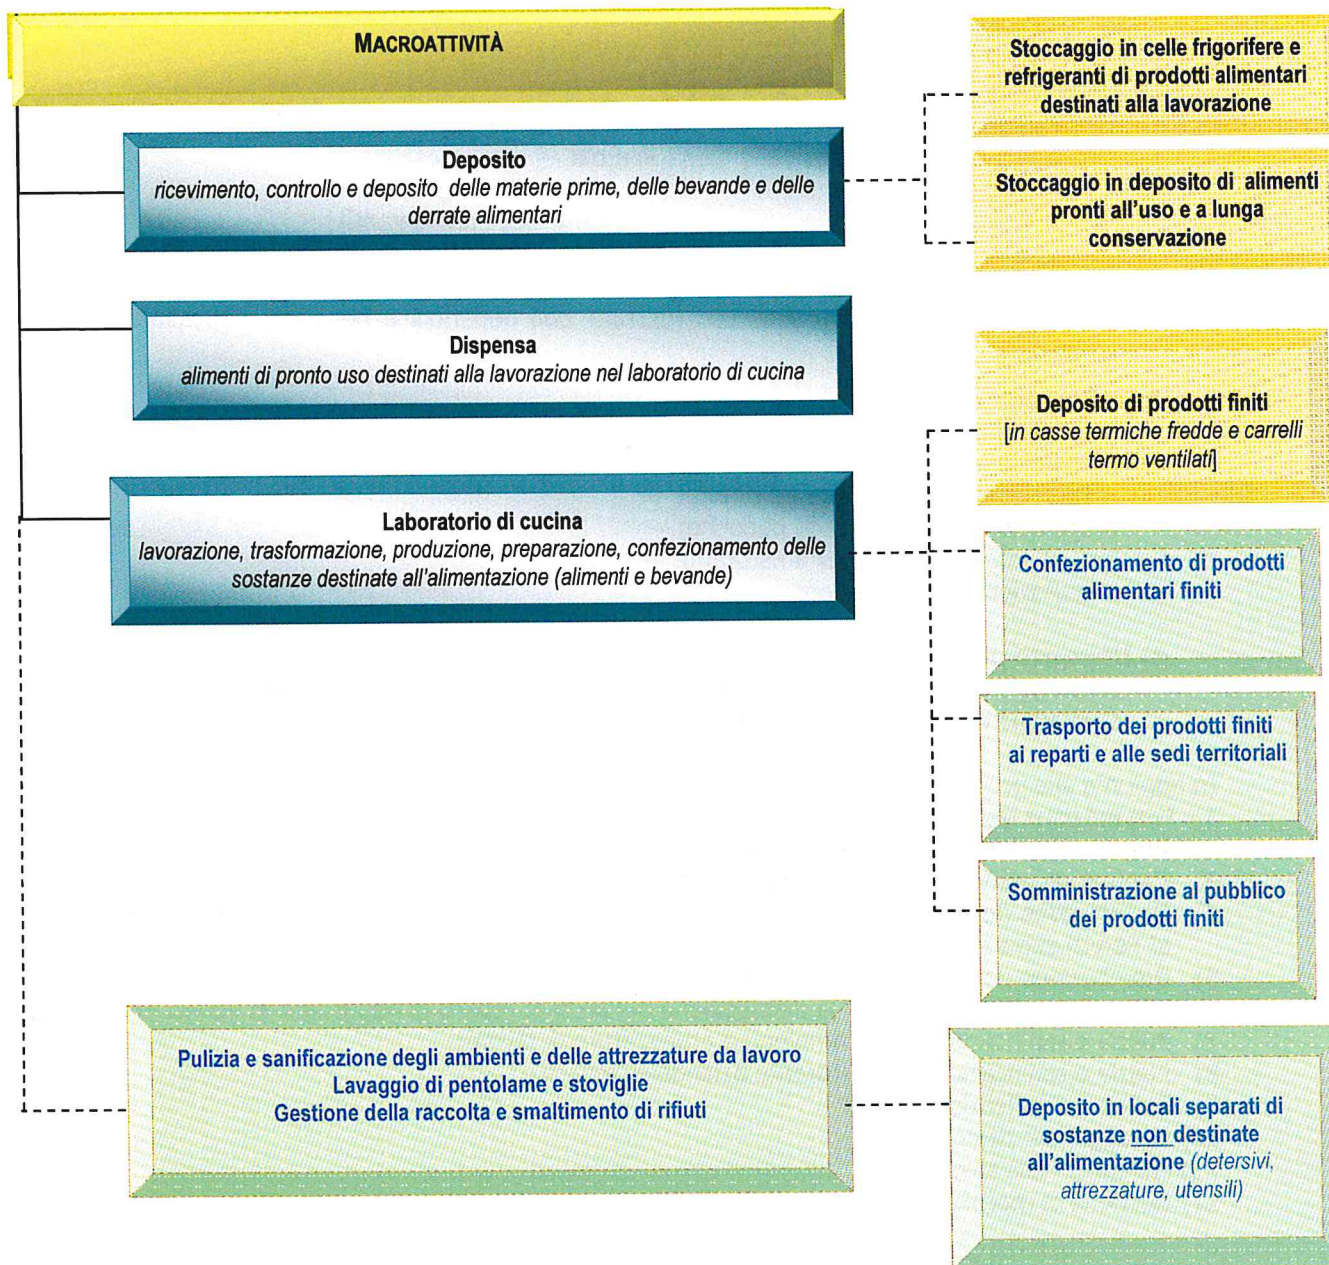 MACROATTIVITÀ
Stoccaggio in celle frigorifere e
refrigeranti di prodotti alimentari
destinati alla lavorazione
Deposito
ricevimento, controllo e deposito delle materie prime, delle bevande e delle
derrate alimentari
Stoccaggio in deposito di alimenti
pronti all'uso e a lunga
conservazione
Dispensa
alimenti di pronto uso destinati alla lavorazione nel laboratorio di cucina
Deposito di prodotti finiti
[in casse termiche fredde e carrelli
termo ventilati]
Laboratorio di cucina
lavorazione, trasformazione, produzione, preparazione, confezionamento delle
sostanze destinate all'alimentazione (alimenti e bevande)
Confezionamento di prodotti
alimentari finiti
Trasporto dei prodotti finiti
ai reparti e alle sedi territoriali
Somministrazione al pubblico
dei prodotti finiti
Pulizia e sanificazione degli ambienti e delle attrezzature da lavoro
Lavaggio di pentolame e stoviglie
Gestione della raccolta e smaltimento di rifiuti
Deposito in locali separati di
sostanze non destinate
all'alimentazione (detersivi,
attrezzature, utensili)